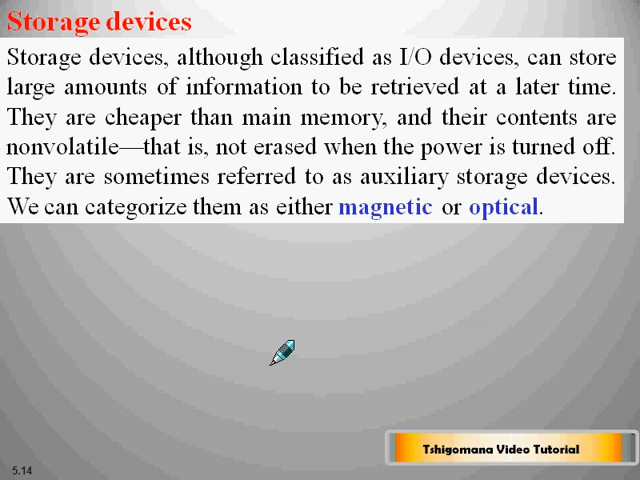 Storage devices
Storage devices, although classified as I/O devices, can store
large amounts of information to be retrieved at a later time.
They are cheaper than main memory, and their contents are
nonvolatile—that is, not erased when the power is turned off.
They are sometimes referred to as auxiliary storage devices.
We can categorize them as either magnetic or optical.
Tshigomana Video Tutorial
5.14